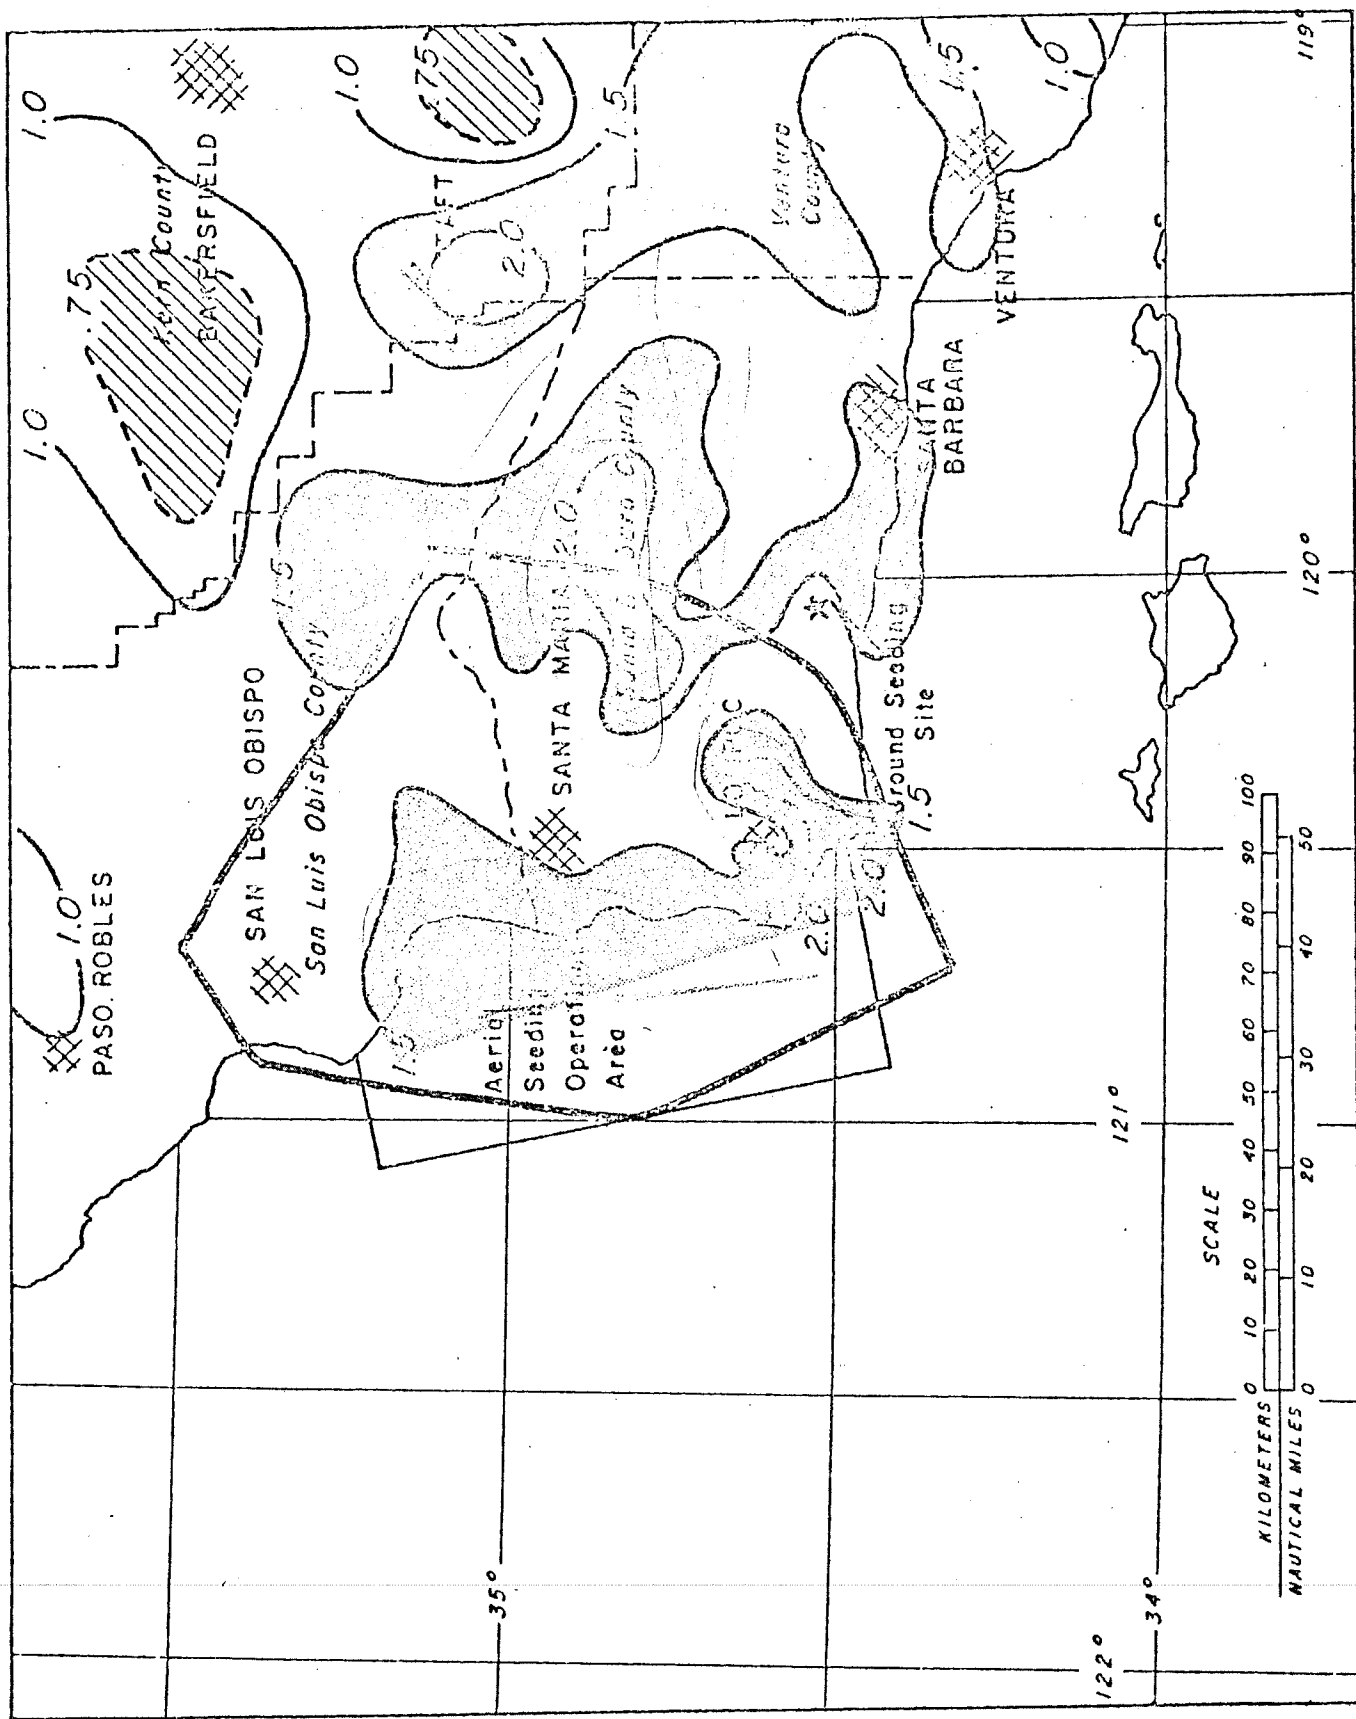 1.0
1.0
1.0
.75
Kern County
BAKERSFIELD
.75
1.0
PASO.ROBLES
SAN LUIS OBISPO
San Luis Obispo County
1.5
TAFT
2.0
1.5
1.5
Aerial
Seeding
Operation
Area
SANTA MARIA
2.0
Santa Barbara County
Ventura
County
1.5
1.0
VENTURA
SANTA
BARBARA
Ground Seeding
Site
1.5
2.0
2.0
35°
34°
122°
121°
120°
119°
SCALE
KILOMETERS
0 10 20 30 40 50 60 70 80 90 100
NAUTICAL MILES
0 10 20 30 40 50